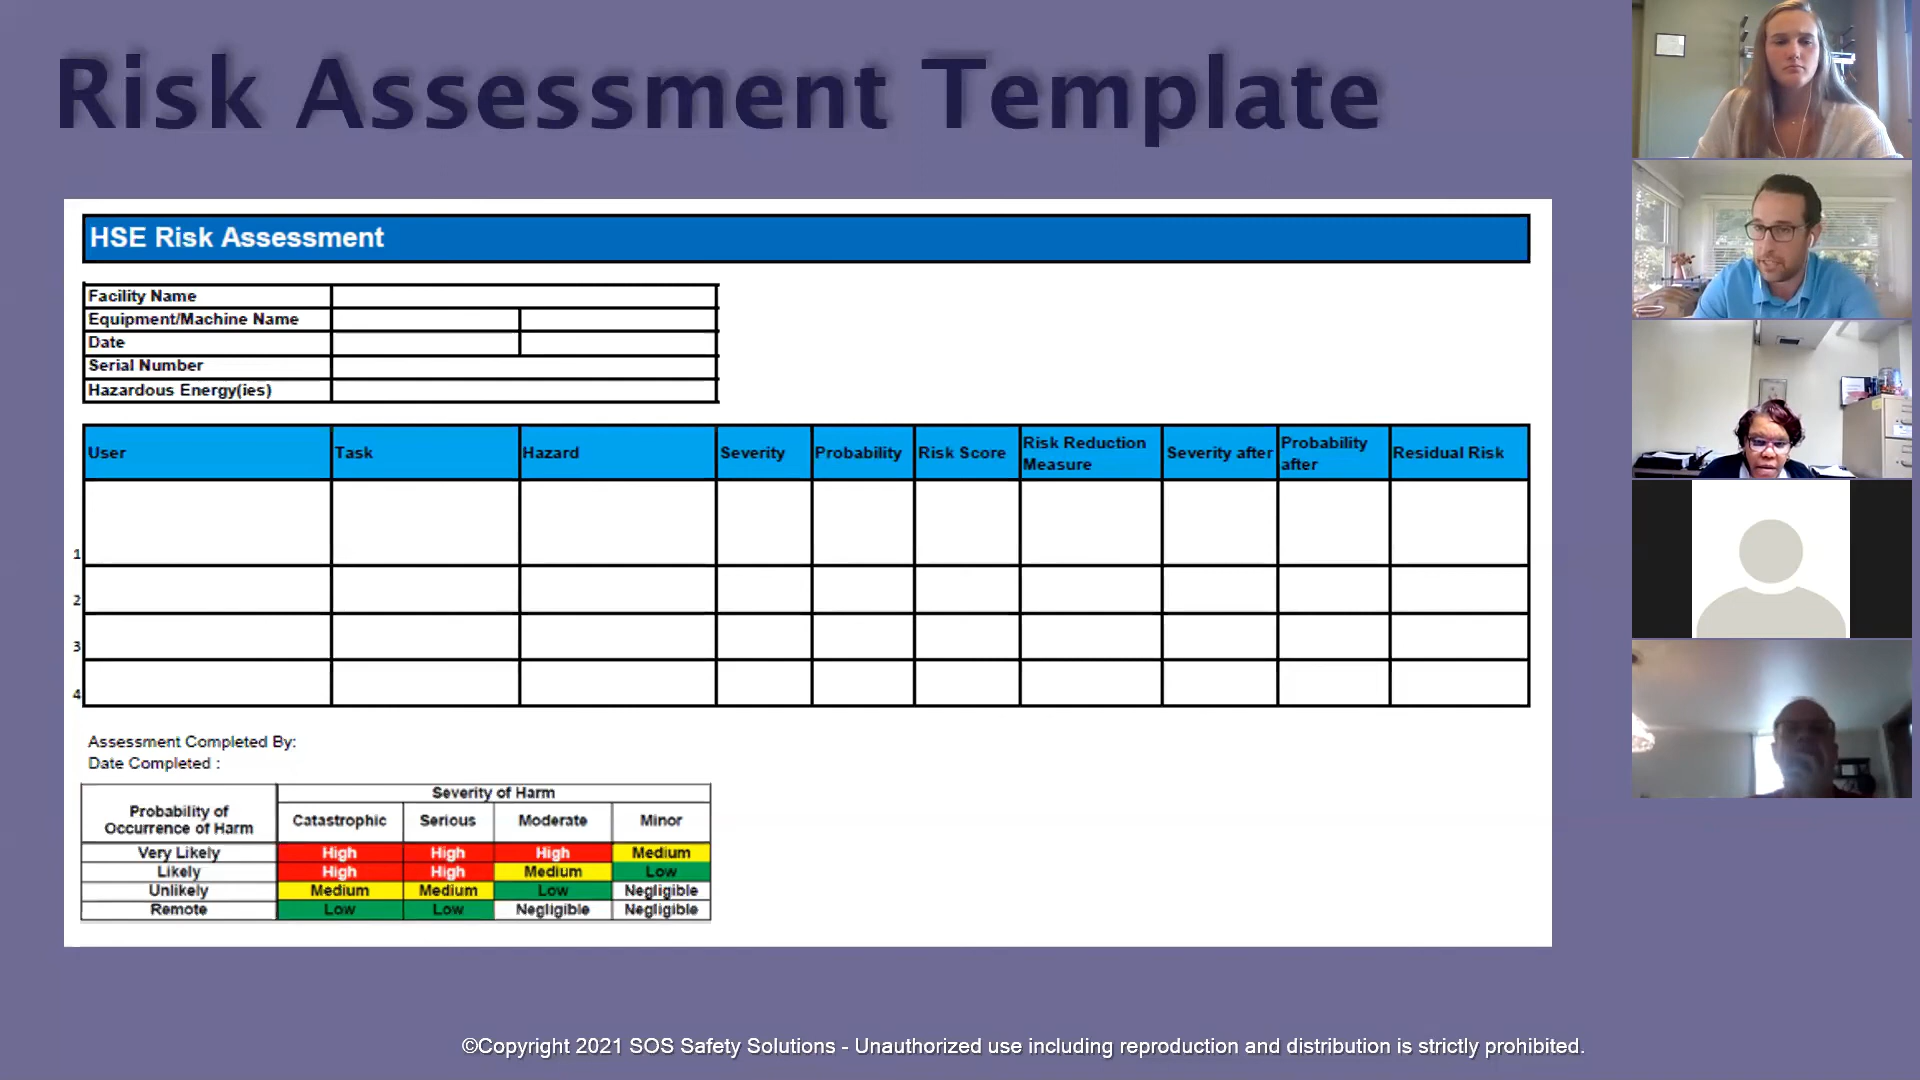 Risk Assessment Template
HSE Risk Assessment
Facility Name
Equipment/Machine Name
Date
Serial Number
Hazardous Energy(ies)
User Task Hazard Severity Probability Risk Score Risk Reduction Measure Severity after Probability after Residual Risk
1
2
3
4
Assessment Completed By:
Date Completed :
Probability of Occurrence of Harm Severity of Harm
Catastrophic Serious Moderate Minor
Very Likely High High High Medium
Likely High High Medium Low
Unlikely Medium Medium Low Negligible
Remote Low Low Negligible Negligible
©Copyright 2021 SOS Safety Solutions - Unauthorized use including reproduction and distribution is strictly prohibited.